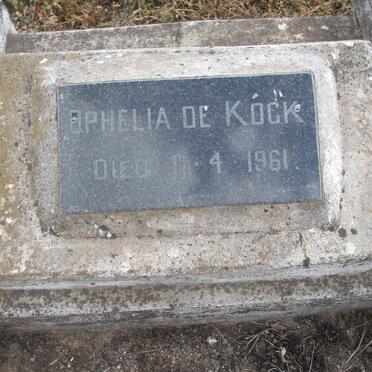 OPHELIA DE KOCK
DIED 11-4 1961